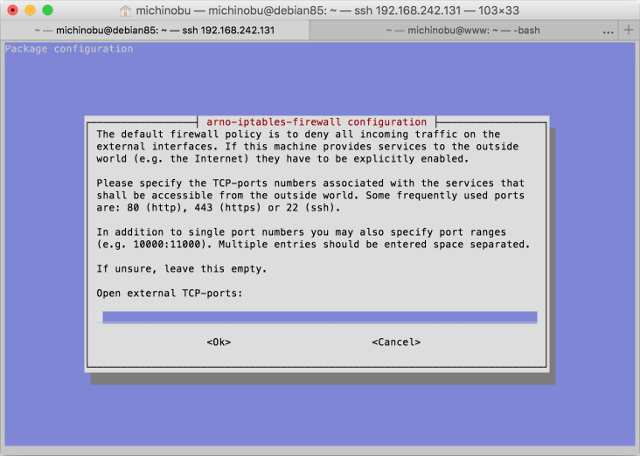 michinobu — michinobu@debian85: ~ — ssh 192.168.242.131 — 103×33
~ — michinobu@debian85: ~ — ssh 192.168.242.131
~ — michinobu@www: ~ — -bash
... +
Package configuration
arno-iptables-firewall configuration
The default firewall policy is to deny all incoming traffic on the
external interfaces. If this machine provides services to the outside
world (e.g. the Internet) they have to be explicitly enabled.
Please specify the TCP-ports numbers associated with the services that
shall be accessible from the outside world. Some frequently used ports
are: 80 (http), 443 (https) or 22 (ssh).
In addition to single port numbers you may also specify port ranges
(e.g. 10000:11000). Multiple entries should be entered space separated.
If unsure, leave this empty.
Open external TCP-ports:
<Ok> <Cancel>